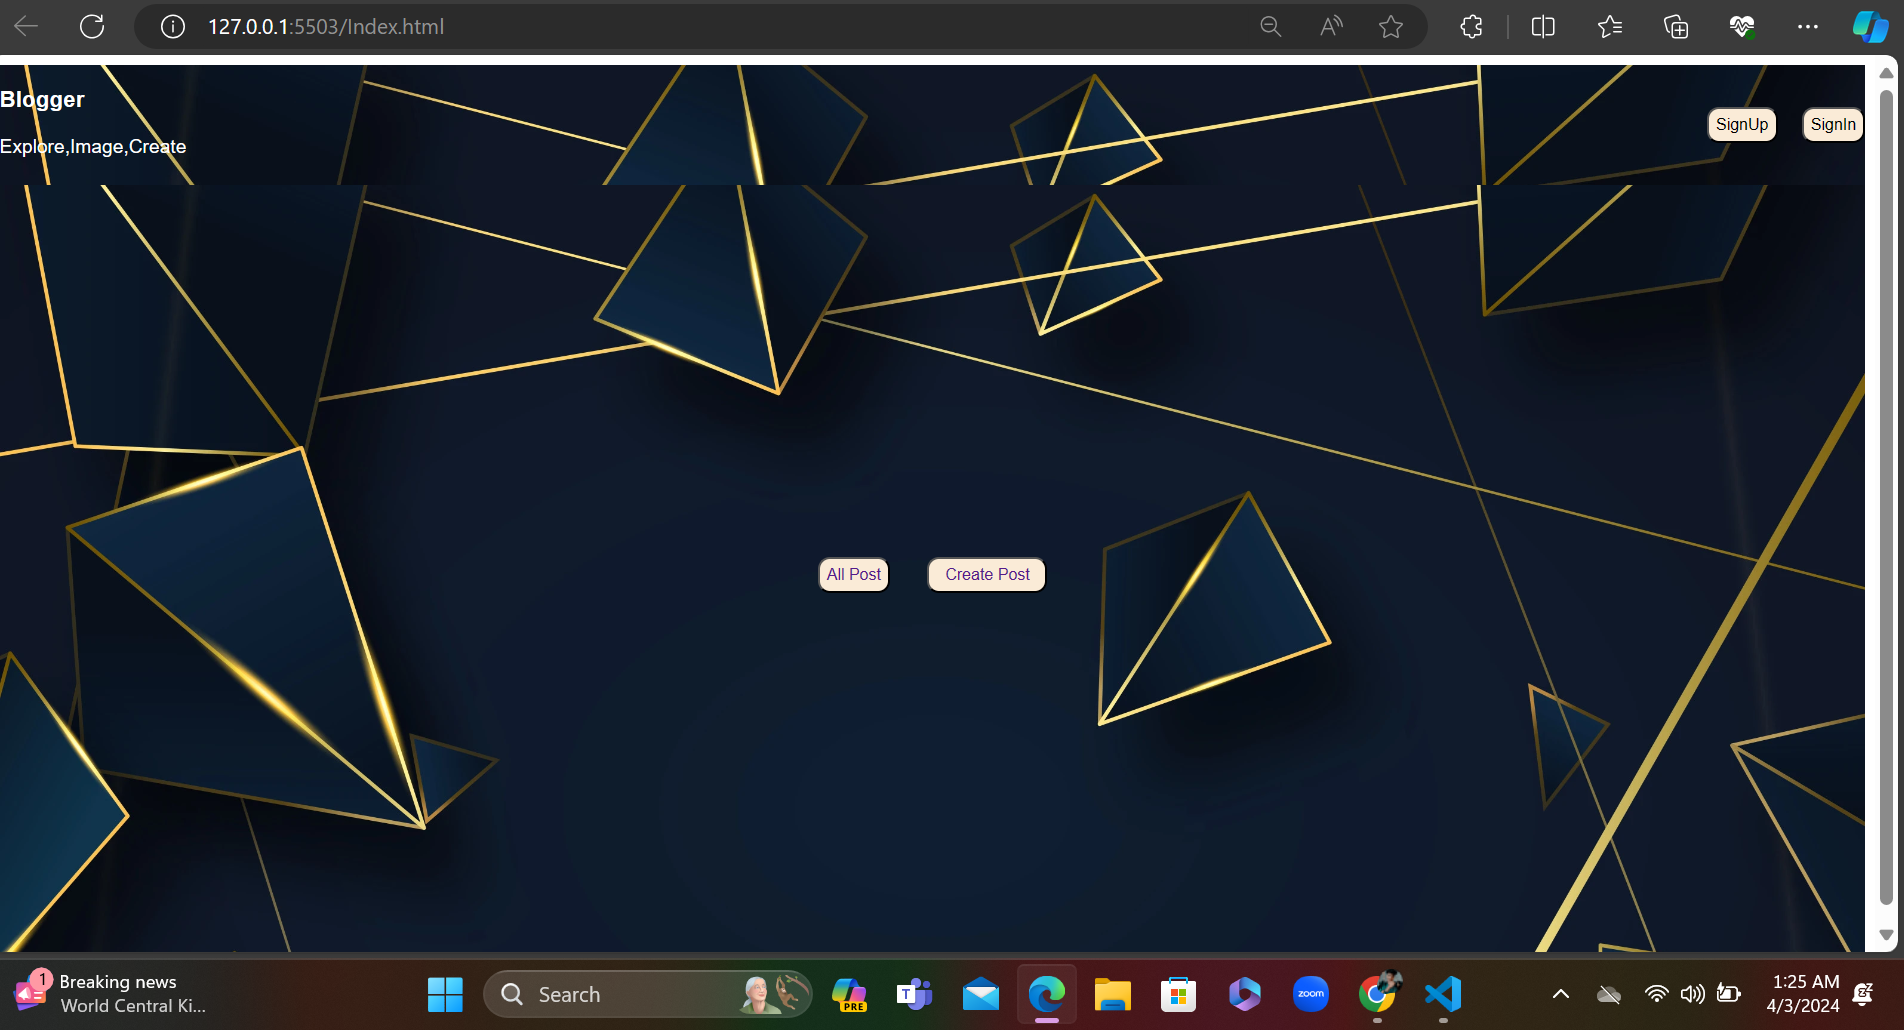 127.0.0.1:5503/Index.html
Blogger
Explore,Image,Create
SignUp
SignIn
All Post
Create Post
1
Breaking news
World Central Ki...
Search
PRE
T
zoom
1:25 AM
4/3/2024